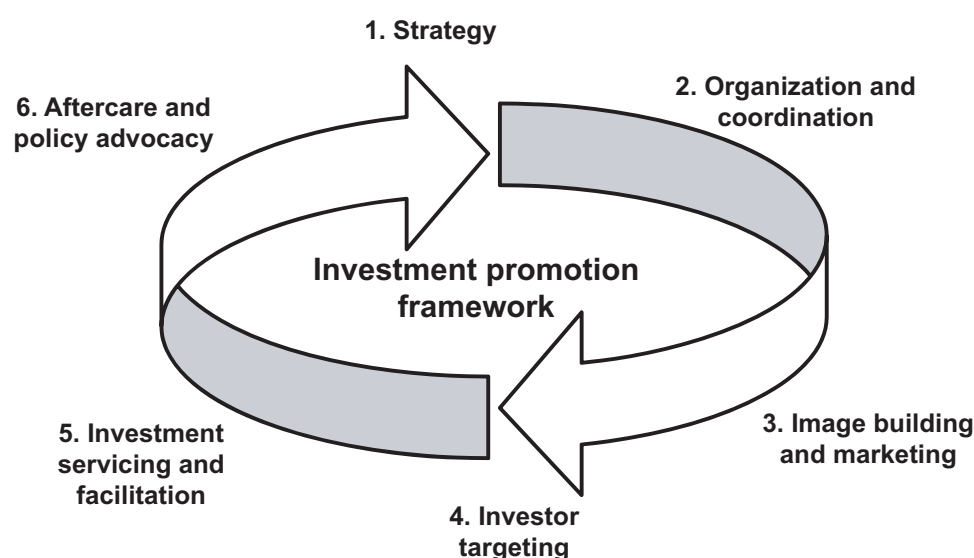 1. Strategy
2. Organization and
coordination
3. Image building
and marketing
4. Investor
targeting
5. Investment
servicing and
facilitation
6. Aftercare and
policy advocacy
Investment promotion
framework